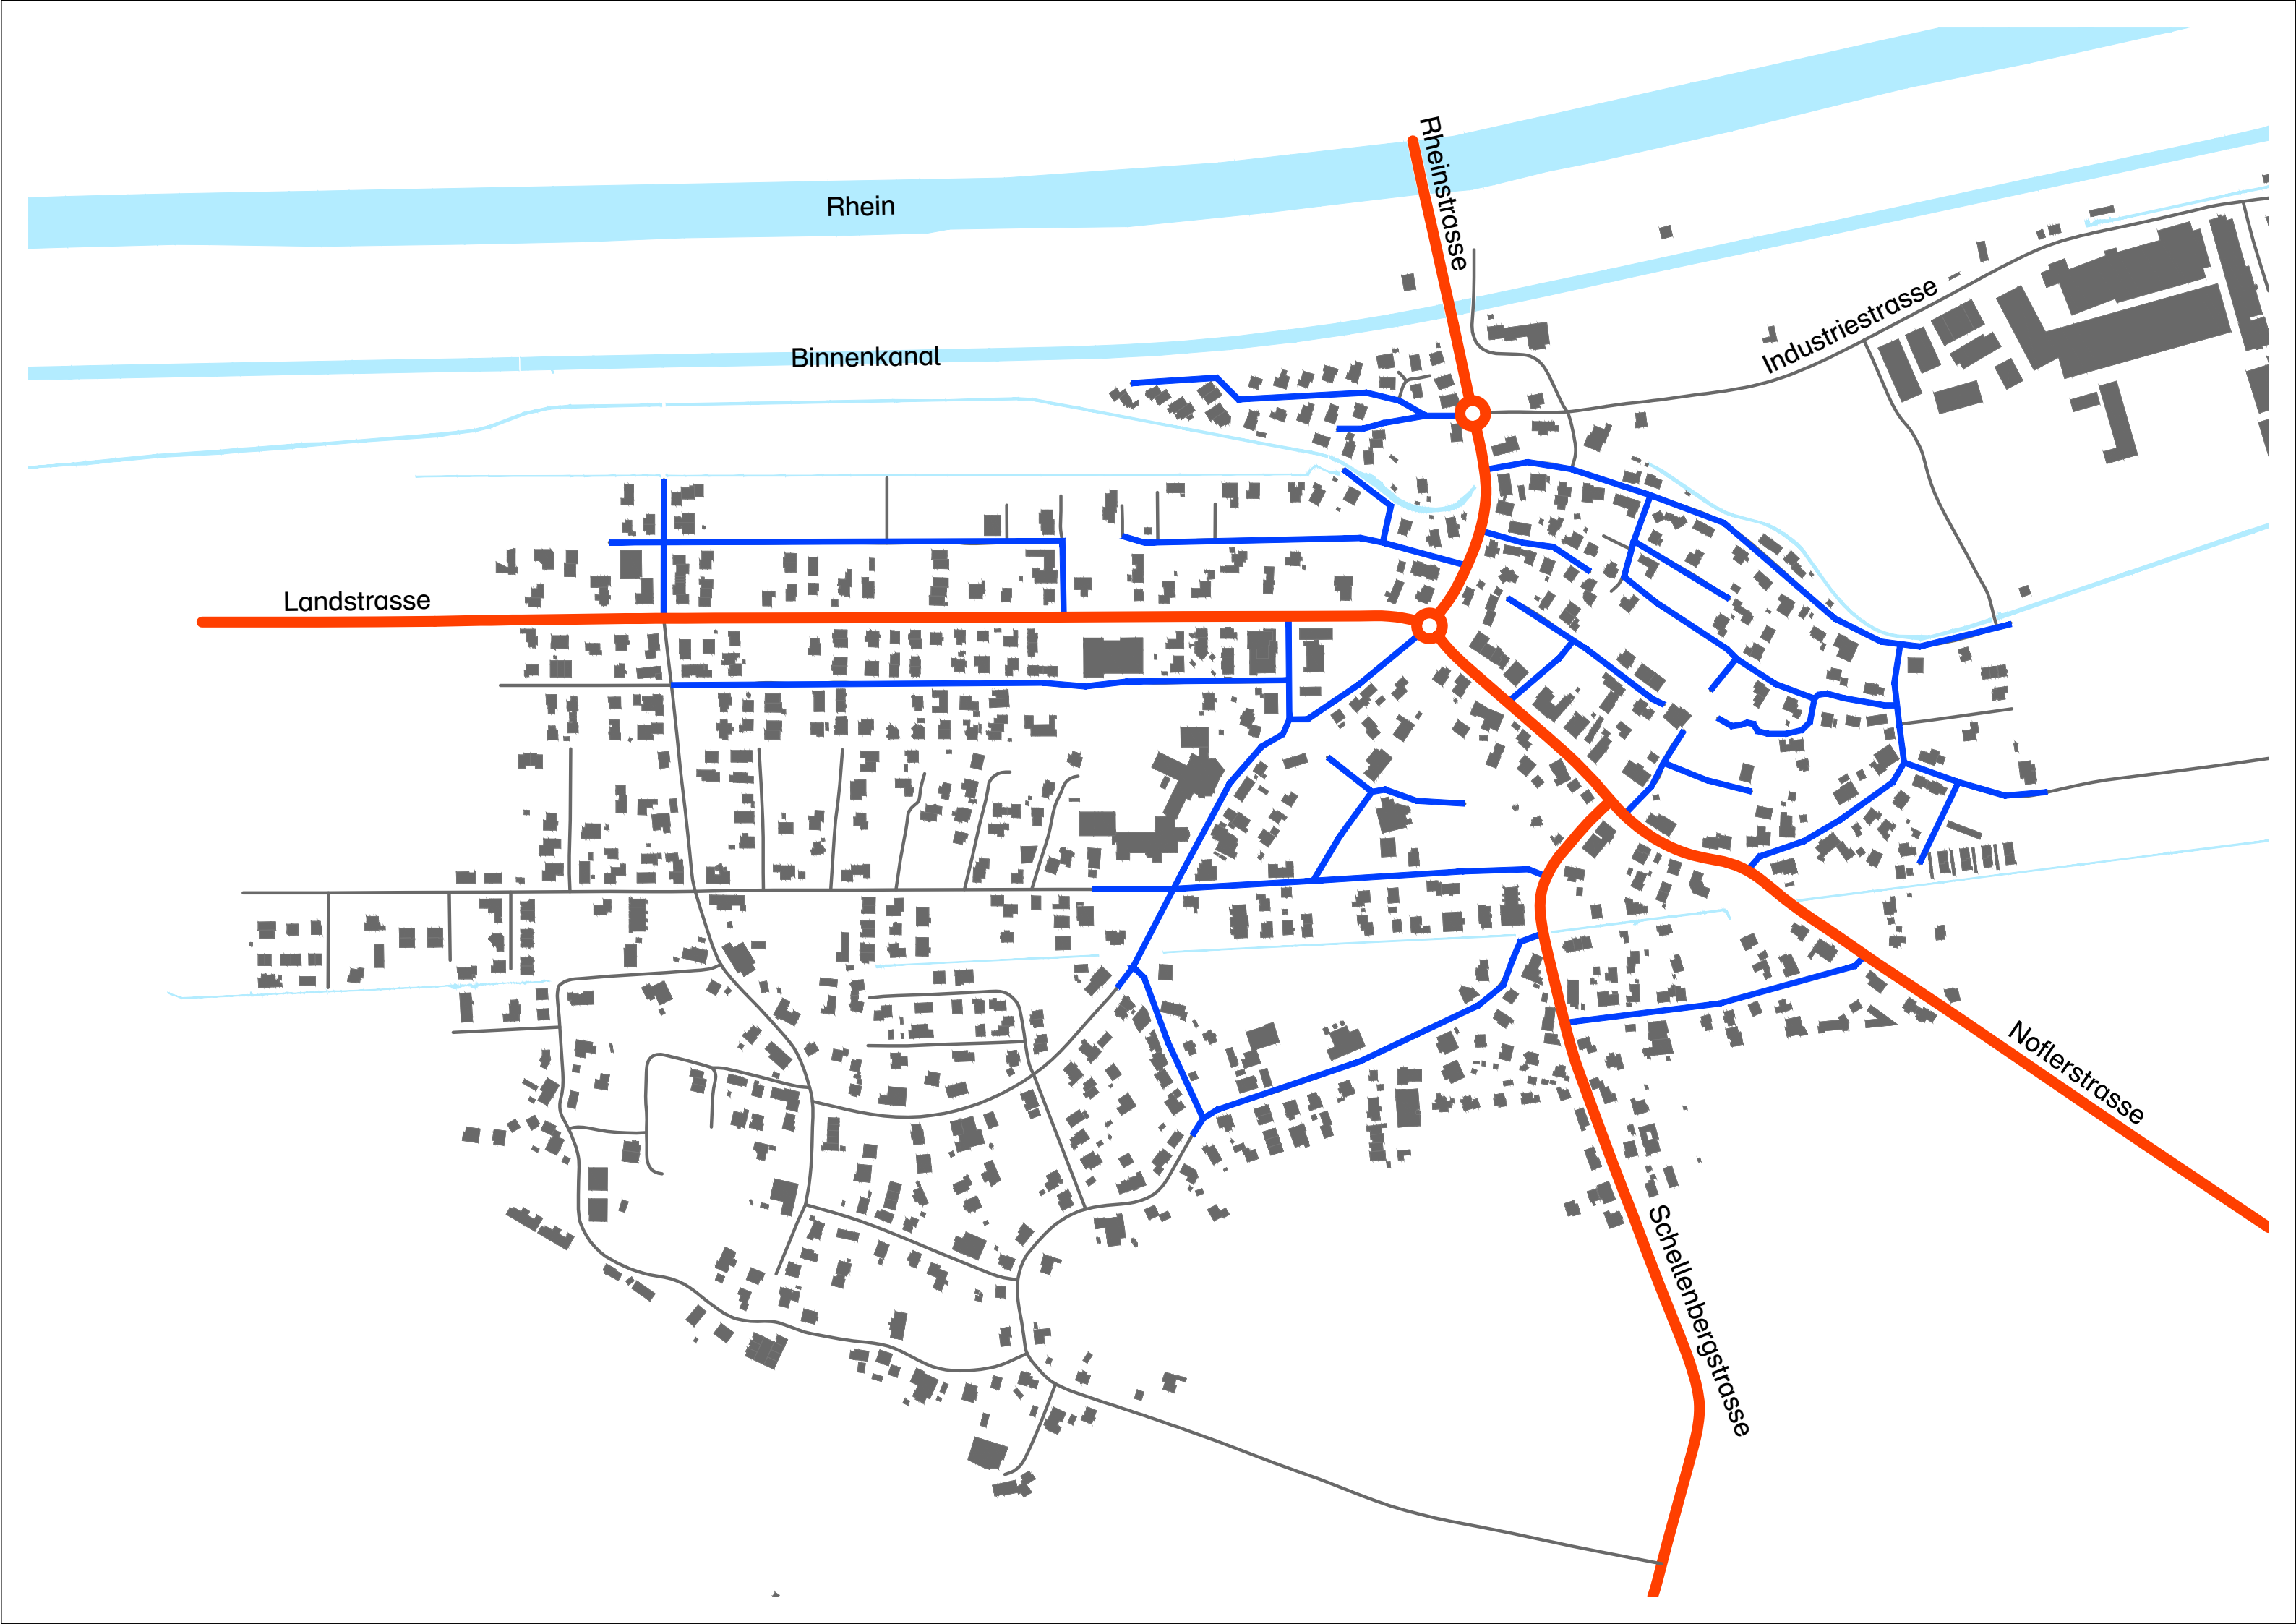 Rheinstrasse
Rhein
Industriestrasse
Binnenkanal
Landstrasse
Noflerstrasse
Schellenbergstrasse